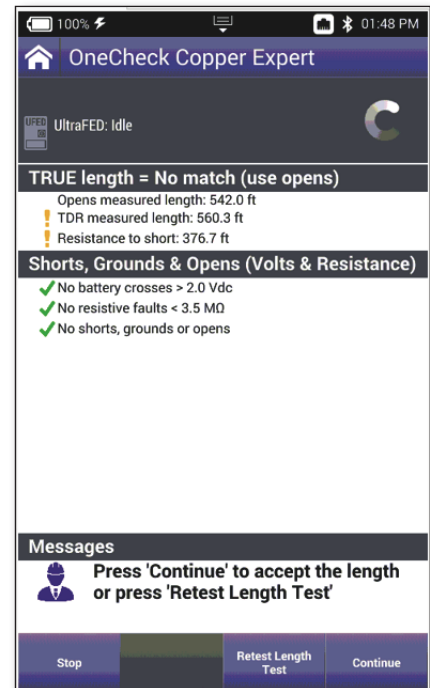 100%
01:48 PM
OneCheck Copper Expert
UFED
UltraFED: Idle
TRUE length = No match (use opens)
Opens measured length: 542.0 ft
TDR measured length: 560.3 ft
Resistance to short: 376.7 ft
Shorts, Grounds & Opens (Volts & Resistance)
No battery crosses > 2.0 Vdc
No resistive faults < 3.5 MΩ
No shorts, grounds or opens
Messages
Press 'Continue' to accept the length
or press 'Retest Length Test'
Stop
Retest Length
Test
Continue